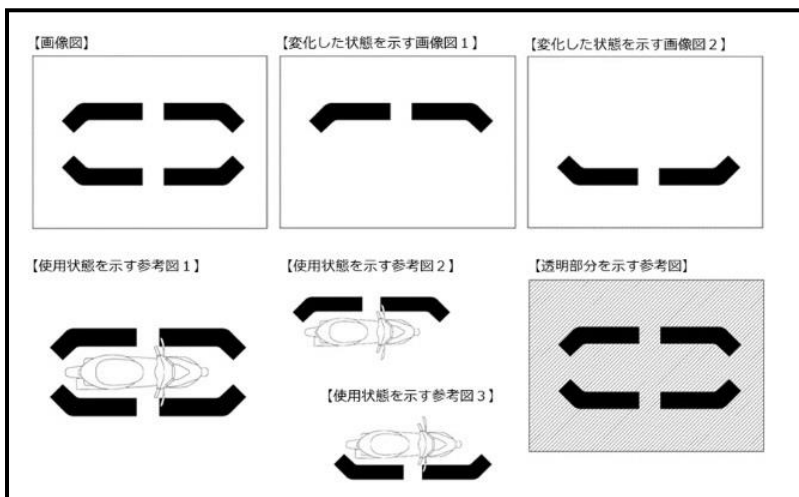 【画像図】
【変化した状態を示す画像図１】
【変化した状態を示す画像図２】
【使用状態を示す参考図１】
【使用状態を示す参考図２】
【透明部分を示す参考図】
【使用状態を示す参考図３】